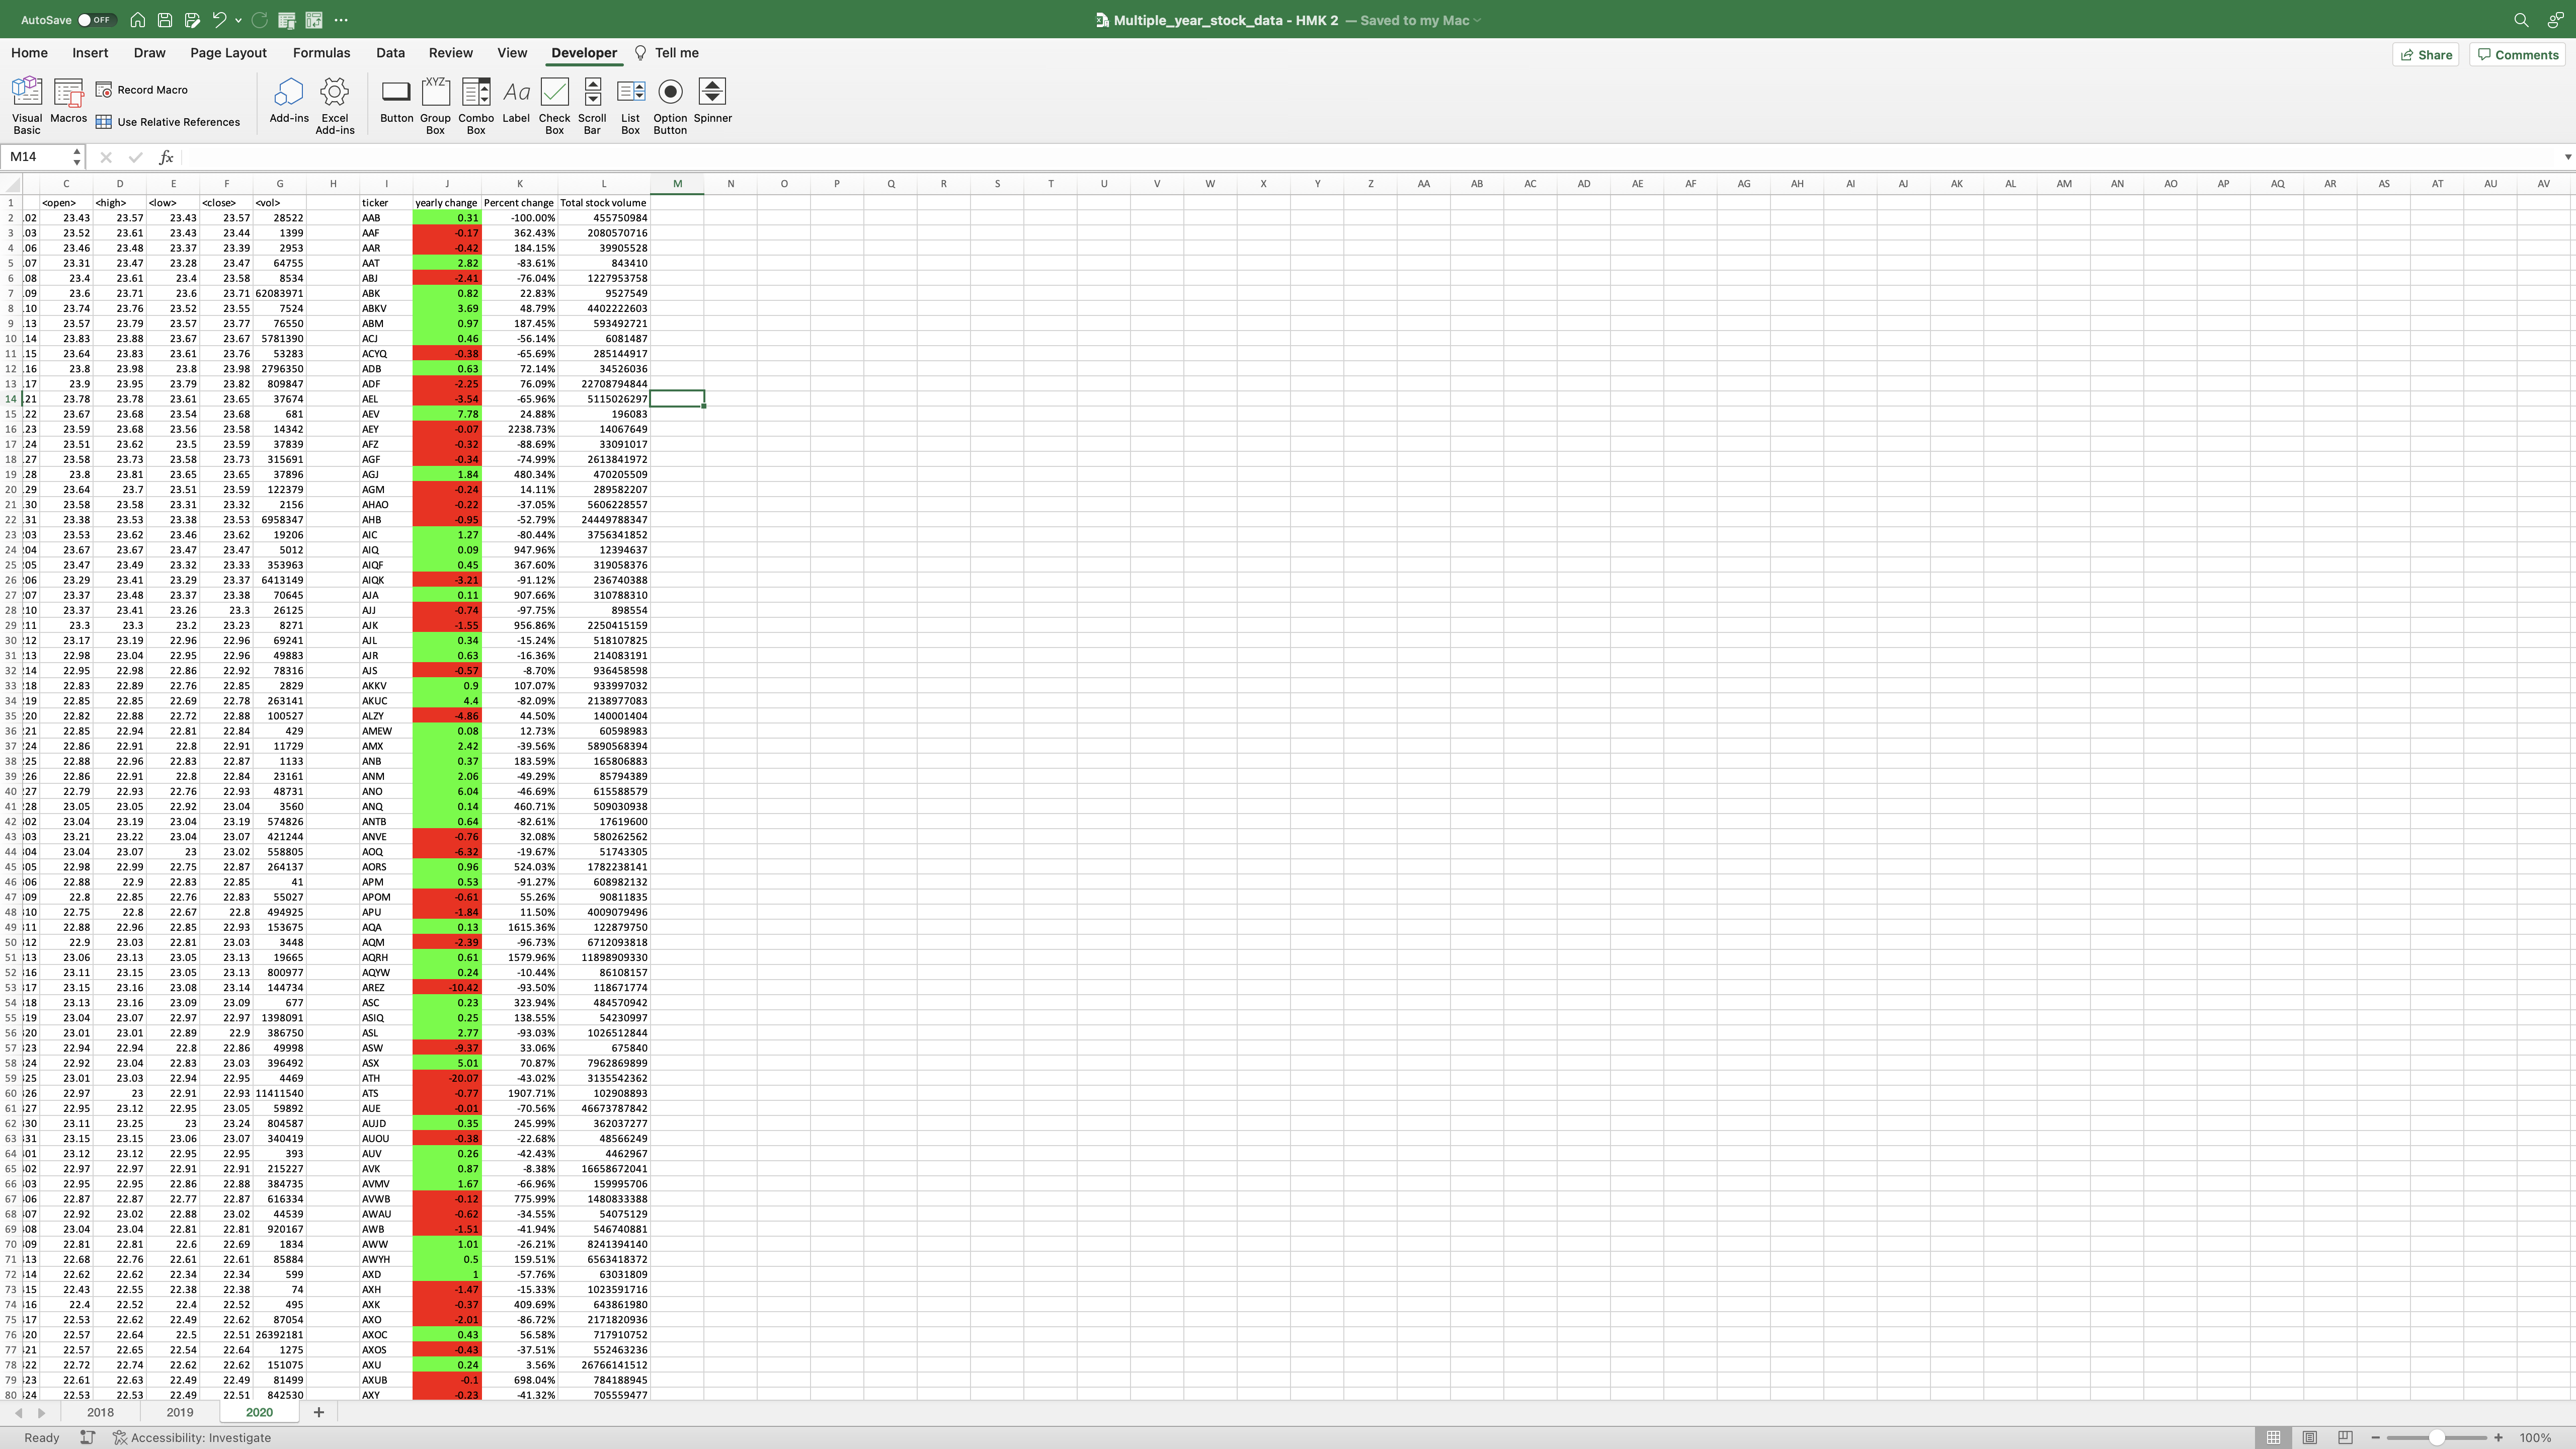 AutoSave OFF Multiple_year_stock_data - HMK 2 — Saved to my Mac
Home Insert Draw Page Layout Formulas Data Review View Developer Tell me Share Comments
Visual Basic Macros Record Macro Use Relative References Add-ins Excel Add-ins Button Group Box Combo Box Label Check Box Scroll Bar List Box Option Button Spinner
M14 fx
C D E F G H I J K L M N O P Q R S T U V W X Y Z AA AB AC AD AE AF AG AH AI AJ AK AL AM AN AO AP AQ AR AS AT AU AV
1 <open> <high> <low> <close> <vol> ticker yearly change Percent change Total stock volume
2 .02 23.43 23.57 23.43 23.57 28522 AAB 0.31 -100.00% 455750984
3 .03 23.52 23.61 23.43 23.44 1399 AAF -0.17 362.43% 2080570716
4 .06 23.46 23.48 23.37 23.39 2953 AAR -0.42 184.15% 39905528
5 .07 23.31 23.47 23.28 23.47 64755 AAT 2.82 -83.61% 843410
6 .08 23.4 23.61 23.4 23.58 8534 ABJ -2.41 -76.04% 1227953758
7 .09 23.6 23.71 23.6 23.71 62083971 ABK 0.82 22.83% 9527549
8 .10 23.74 23.76 23.52 23.55 7524 ABKV 3.69 48.79% 4402222603
9 .13 23.57 23.79 23.57 23.77 76550 ABM 0.97 187.45% 593492721
10 .14 23.83 23.88 23.67 23.67 5781390 ACJ 0.46 -56.14% 6081487
11 .15 23.64 23.83 23.61 23.76 53283 ACYQ -0.38 -65.69% 285144917
12 .16 23.8 23.98 23.8 23.98 2796350 ADB 0.63 72.14% 34526036
13 .17 23.9 23.95 23.79 23.82 809847 ADF -2.25 76.09% 22708794844
14 21 23.78 23.78 23.61 23.65 37674 AEL -3.54 -65.96% 5115026297
15 .22 23.67 23.68 23.54 23.68 681 AEV 7.78 24.88% 196083
16 .23 23.59 23.68 23.56 23.58 14342 AEY -0.07 2238.73% 14067649
17 .24 23.51 23.62 23.5 23.59 37839 AFZ -0.32 -88.69% 33091017
18 .27 23.58 23.73 23.58 23.73 315691 AGF -0.34 -74.99% 2613841972
19 .28 23.8 23.81 23.65 23.65 37896 AGJ 1.84 480.34% 470205509
20 .29 23.64 23.7 23.51 23.59 122379 AGM -0.24 14.11% 289582207
21 .30 23.58 23.58 23.31 23.32 2156 AHAO -0.22 -37.05% 5606228557
22 .31 23.38 23.53 23.38 23.53 6958347 AHB -0.95 -52.79% 24449788347
23 03 23.53 23.62 23.46 23.62 19206 AIC 1.27 -80.44% 3756341852
24 04 23.67 23.67 23.47 23.47 5012 AIQ 0.09 947.96% 12394637
25 05 23.47 23.49 23.32 23.33 353963 AIQF 0.45 367.60% 319058376
26 06 23.29 23.41 23.29 23.37 6413149 AIQK -3.21 -91.12% 236740388
27 07 23.37 23.48 23.37 23.38 70645 AJA 0.11 907.66% 310788310
28 10 23.37 23.41 23.26 23.3 26125 AJJ -0.74 -97.75% 898554
29 11 23.3 23.3 23.2 23.23 8271 AJK -1.55 956.86% 2250415159
30 12 23.17 23.19 22.96 22.96 69241 AJL 0.34 -15.24% 518107825
31 13 22.98 23.04 22.95 22.96 49883 AJR 0.63 -16.36% 214083191
32 14 22.95 22.98 22.86 22.92 78316 AJS -0.57 -8.70% 936458598
33 18 22.83 22.89 22.76 22.85 2829 AKKV 0.9 107.07% 933997032
34 19 22.85 22.85 22.69 22.78 263141 AKUC 4.4 -82.09% 2138977083
35 20 22.82 22.88 22.72 22.88 100527 ALZY -4.86 44.50% 140001404
36 21 22.85 22.94 22.81 22.84 429 AMEW 0.08 12.73% 60598983
37 24 22.86 22.91 22.8 22.91 11729 AMX 2.42 -39.56% 5890568394
38 25 22.88 22.96 22.83 22.87 1133 ANB 0.37 183.59% 165806883
39 26 22.86 22.91 22.8 22.84 23161 ANM 2.06 -49.29% 85794389
40 27 22.79 22.93 22.76 22.93 48731 ANO 6.04 -46.69% 615588579
41 28 23.05 23.05 22.92 23.04 3560 ANQ 0.14 460.71% 509030938
42 02 23.04 23.19 23.04 23.19 574826 ANTB 0.64 -82.61% 17619600
43 03 23.21 23.22 23.04 23.07 421244 ANVE -0.76 32.08% 580262562
44 04 23.04 23.07 23 23.02 558805 AOQ -6.32 -19.67% 51743305
45 05 22.98 22.99 22.75 22.87 264137 AORS 0.96 524.03% 1782238141
46 06 22.88 22.9 22.83 22.85 41 APM 0.53 -91.27% 608982132
47 09 22.8 22.85 22.76 22.83 55027 APOM -0.61 55.26% 90811835
48 10 22.75 22.8 22.67 22.8 494925 APU -1.84 11.50% 4009079496
49 11 22.88 22.96 22.85 22.93 153675 AQA 0.13 1615.36% 122879750
50 12 22.9 23.03 22.81 23.03 3448 AQM -2.39 -96.73% 6712093818
51 13 23.06 23.13 23.05 23.13 19665 AQRH 0.61 1579.96% 11898909330
52 16 23.11 23.15 23.05 23.13 800977 AQYW 0.24 -10.44% 86108157
53 17 23.15 23.16 23.08 23.14 144734 AREZ -10.42 -93.50% 118671774
54 18 23.13 23.16 23.09 23.09 677 ASC 0.23 323.94% 484570942
55 19 23.04 23.07 22.97 22.97 1398091 ASIQ 0.25 138.55% 54230997
56 20 23.01 23.01 22.89 22.9 386750 ASL 2.77 -93.03% 1026512844
57 23 22.94 22.94 22.8 22.86 49998 ASW -9.37 33.06% 675840
58 24 22.92 23.04 22.83 23.03 396492 ASX 5.01 70.87% 7962869899
59 25 23.01 23.03 22.94 22.95 4469 ATH -20.07 -43.02% 3135542362
60 26 22.97 23 22.91 22.93 11411540 ATS -0.77 1907.71% 102908893
61 27 22.95 23.12 22.95 23.05 59892 AUE -0.01 -70.56% 46673787842
62 30 23.11 23.25 23 23.24 804587 AUJD 0.35 245.99% 362037277
63 31 23.15 23.15 23.06 23.07 340419 AUOU -0.38 -22.68% 48566249
64 01 23.12 23.12 22.95 22.95 393 AUV 0.26 -42.43% 4462967
65 02 22.97 22.97 22.91 22.91 215227 AVK 0.87 -8.38% 16658672041
66 03 22.95 22.95 22.86 22.88 384735 AVMV 1.67 -66.96% 159995706
67 06 22.87 22.87 22.77 22.87 616334 AVWB -0.12 775.99% 1480833388
68 07 22.92 23.02 22.88 23.02 44539 AWAU -0.62 -34.55% 54075129
69 08 23.04 23.04 22.81 22.81 920167 AWB -1.51 -41.94% 546740881
70 09 22.81 22.81 22.6 22.69 1834 AWW 1.01 -26.21% 8241394140
71 13 22.68 22.76 22.61 22.61 85884 AWYH 0.5 159.51% 6563418372
72 14 22.62 22.62 22.34 22.34 599 AXD 1 -57.76% 63031809
73 15 22.43 22.55 22.38 22.38 74 AXH -1.47 -15.33% 1023591716
74 16 22.4 22.52 22.4 22.52 495 AXK -0.37 409.69% 643861980
75 17 22.53 22.62 22.49 22.62 87054 AXO -2.01 -86.72% 2171820936
76 20 22.57 22.64 22.5 22.51 26392181 AXOC 0.43 56.58% 717910752
77 21 22.57 22.65 22.54 22.64 1275 AXOS -0.43 -37.51% 552463236
78 22 22.72 22.74 22.62 22.62 151075 AXU 0.24 3.56% 26766141512
79 23 22.61 22.63 22.49 22.49 81499 AXUB -0.1 698.04% 784188945
80 24 22.53 22.53 22.49 22.51 842530 AXY -0.23 -41.32% 705559477
2018 2019 2020
Ready Accessibility: Investigate 100%